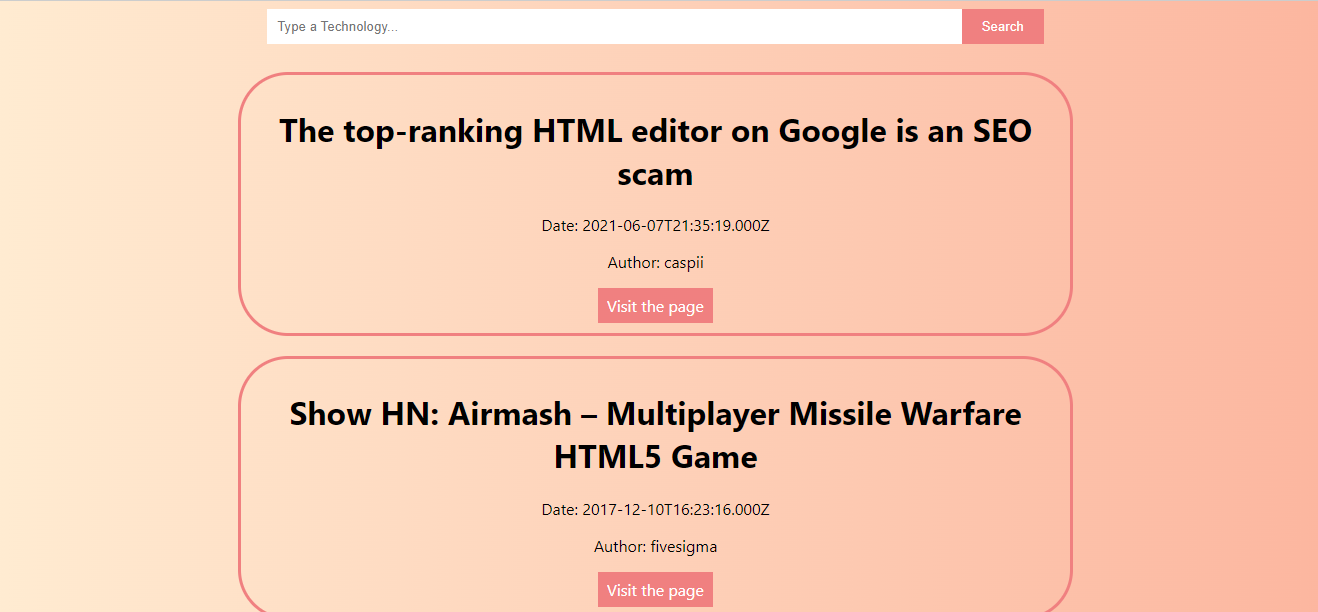 Type a Technology...
Search
The top-ranking HTML editor on Google is an SEO
scam
Date: 2021-06-07T21:35:19.000Z
Author: caspii
Visit the page
Show HN: Airmash – Multiplayer Missile Warfare
HTML5 Game
Date: 2017-12-10T16:23:16.000Z
Author: fivesigma
Visit the page